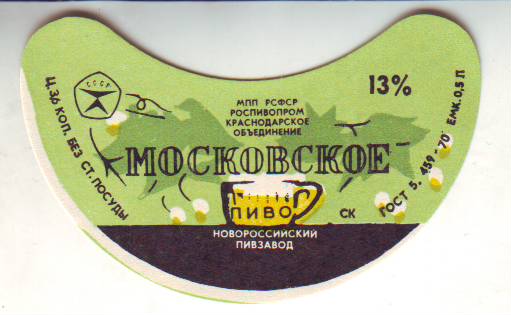 СССР
Ц. 36 КОП. БЕЗ СТ. ПОСУДЫ
13%
МПП РСФСР
РОСПИВОПРОМ
КРАСНОДАРСКОЕ
ОБЪЕДИНЕНИЕ
МОСКОВСКОЕ
ПИВО
СК
ГОСТ 5. 459-70 ЕМК. 0,5 Л
НОВОРОССИЙСКИЙ
ПИВЗАВОД